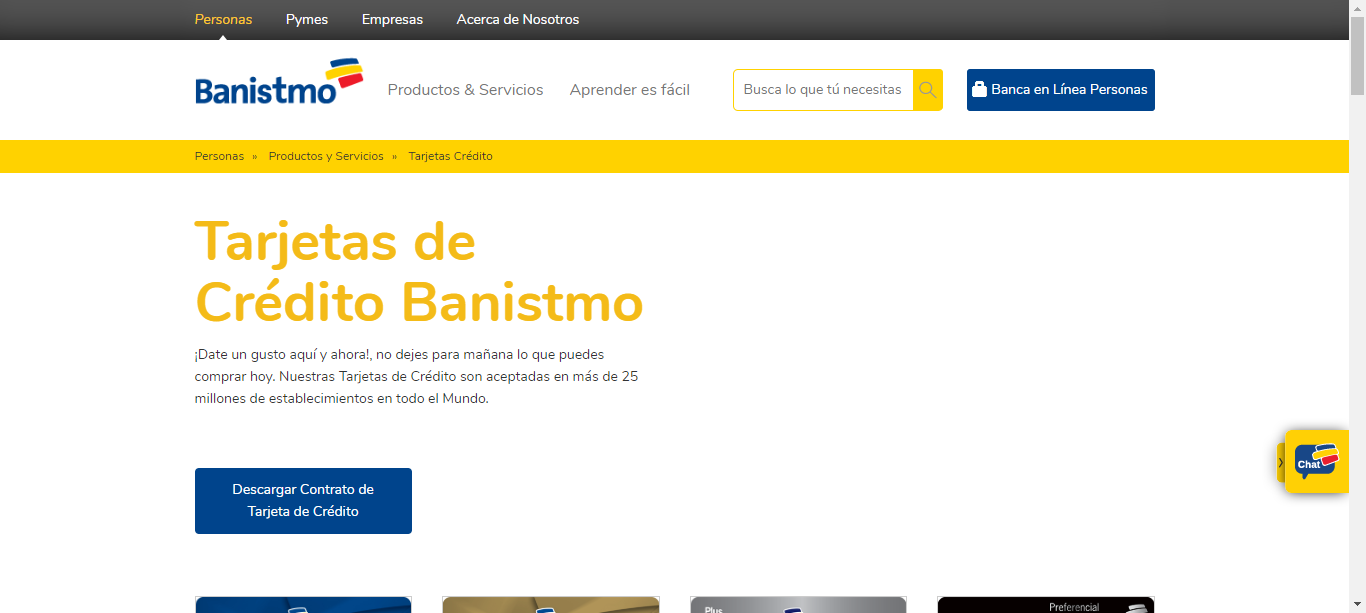 Personas Pymes Empresas Acerca de Nosotros
Banistmo Productos & Servicios Aprender es fácil Busca lo que tú necesitas Banca en Línea Personas
Personas » Productos y Servicios » Tarjetas Crédito
Tarjetas de
Crédito Banistmo
¡Date un gusto aquí y ahora!, no dejes para mañana lo que puedes
comprar hoy. Nuestras Tarjetas de Crédito son aceptadas en más de 25
millones de establecimientos en todo el Mundo.
Chat
Descargar Contrato de
Tarjeta de Crédito
Plus Preferencial